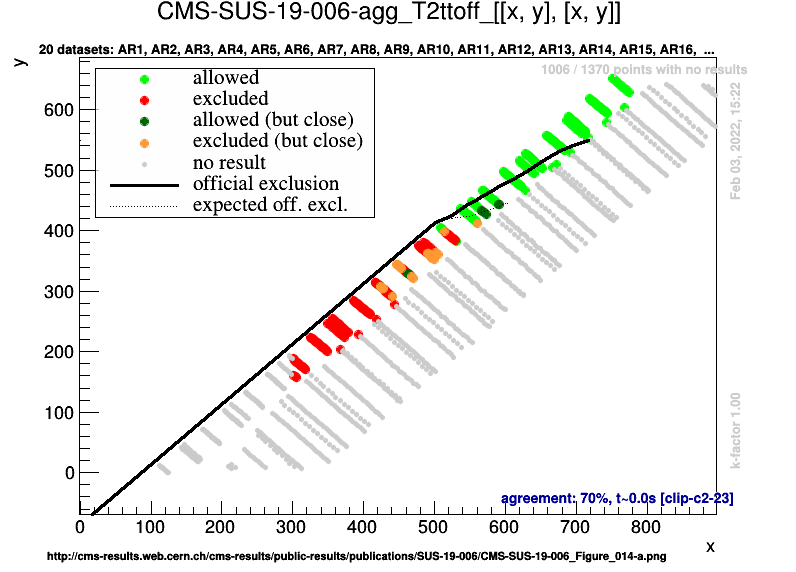 CMS-SUS-19-006-agg_T2ttoff_[[x, y], [x, y]]
20 datasets: AR1, AR2, AR3, AR4, AR5, AR6, AR7, AR8, AR9, AR10, AR11, AR12, AR13, AR14, AR15, AR16, ...
y
1006 / 1370 points with no results
allowed
excluded
allowed (but close)
excluded (but close)
no result
official exclusion
expected off. excl.
Feb 03, 2022, 15:22
600
500
400
300
200
100
0
k-factor 1.00
agreement: 70%, t~0.0s [clip-c2-23]
0 100 200 300 400 500 600 700 800
x
http://cms-results.web.cern.ch/cms-results/public-results/publications/SUS-19-006/CMS-SUS-19-006_Figure_014-a.png